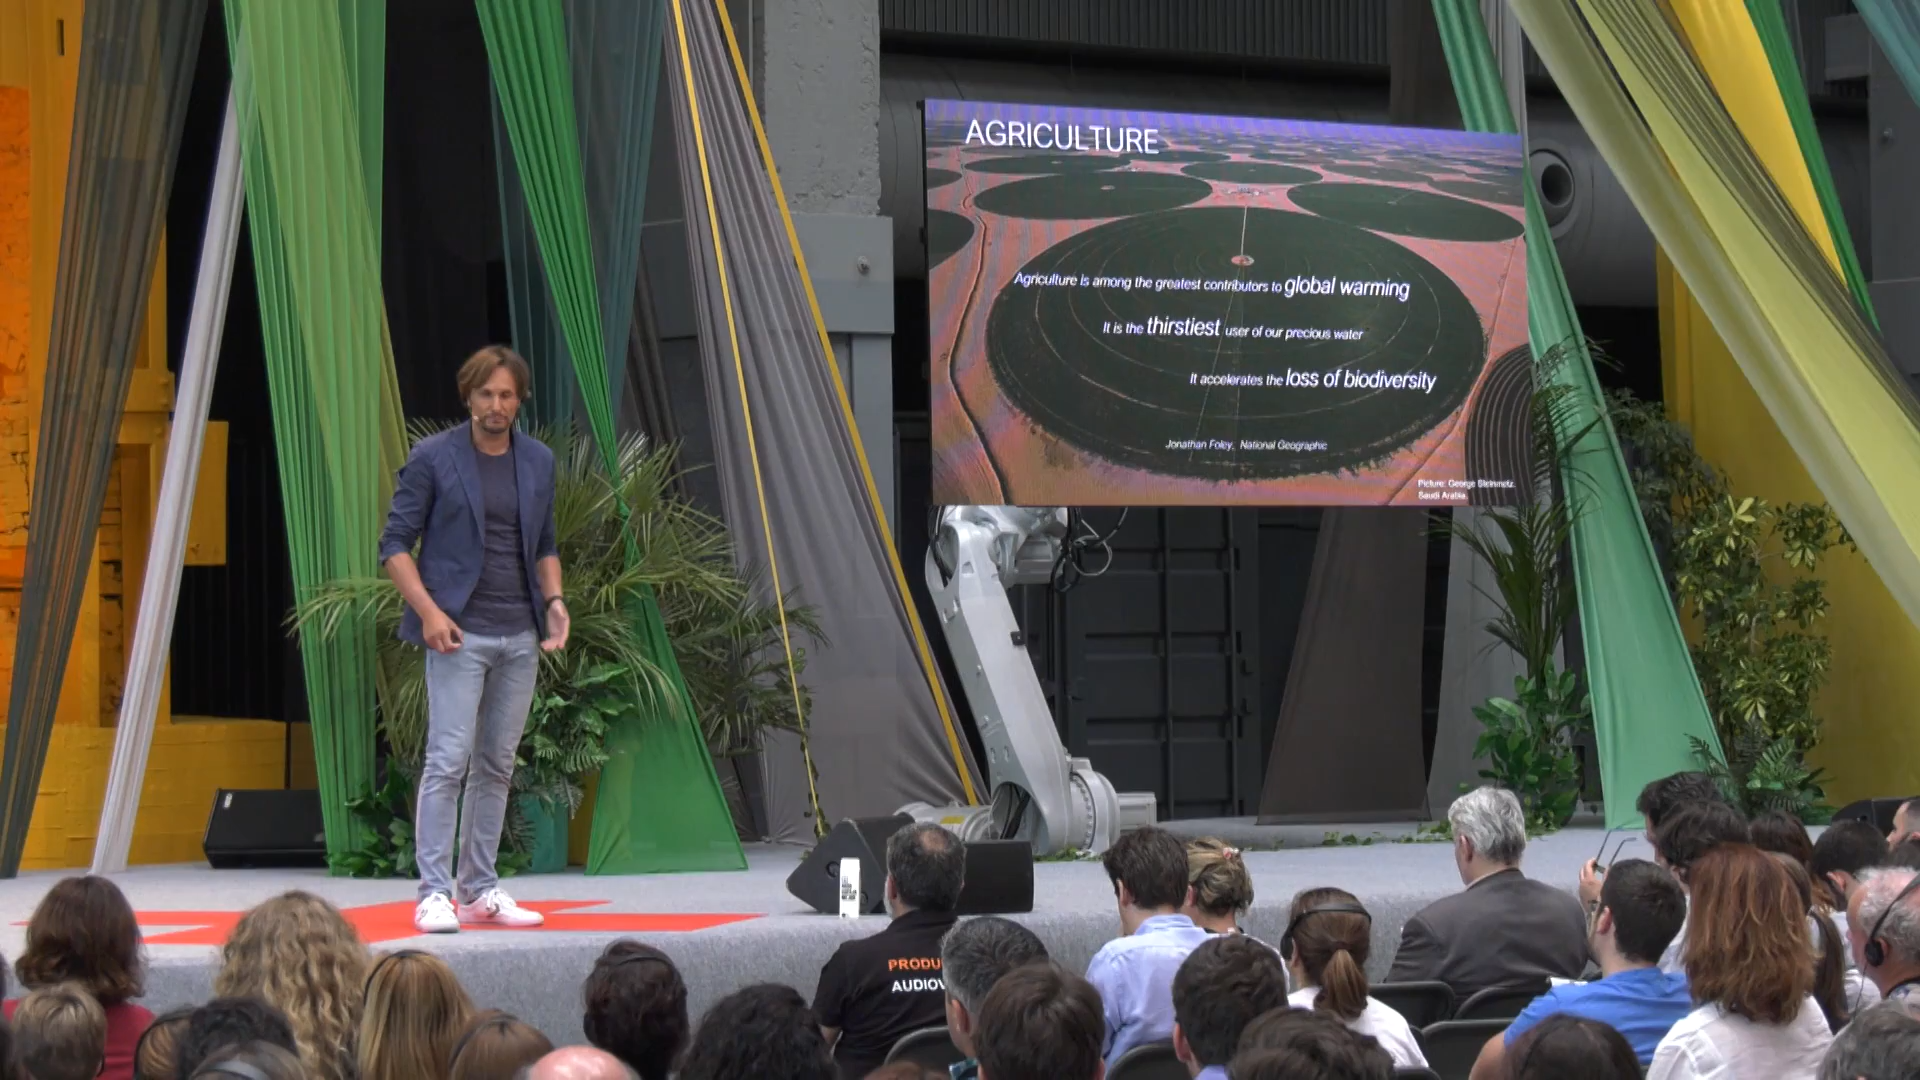 AGRICULTURE
Agriculture is among the greatest contributors to global warming
It is the thirstiest user of our precious water
It accelerates the loss of biodiversity
Jonathan Foley, National Geographic
Picture: George Steinmetz.
Saudi Arabia.
PRODU
AUDIOV